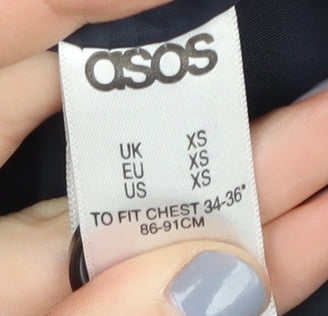 asos
UK XS
EU XS
US XS
TO FIT CHEST 34-36"
86-91CM